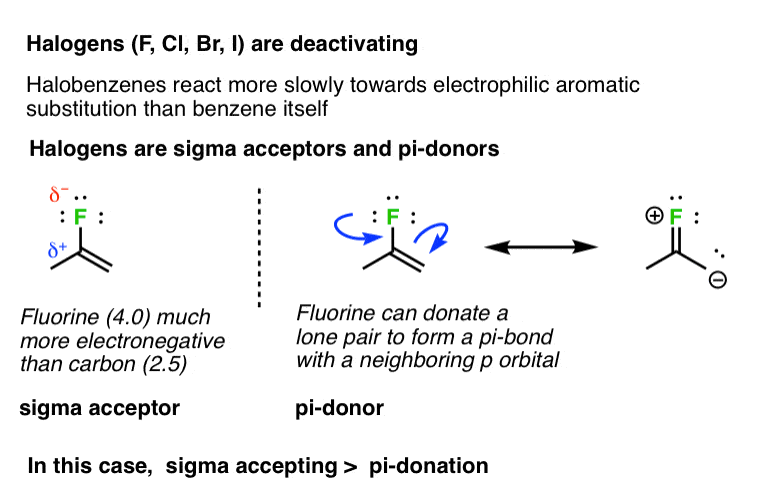 Halogens (F, Cl, Br, I) are deactivating
Halobenzenes react more slowly towards electrophilic aromatic
substitution than benzene itself
Halogens are sigma acceptors and pi-donors
δ⁻ ··
: F :
δ⁺
··
: F :
··
⊕ F :
··
⊖
Fluorine (4.0) much
more electronegative
than carbon (2.5)
Fluorine can donate a
lone pair to form a pi-bond
with a neighboring p orbital
sigma acceptor
pi-donor
In this case, sigma accepting > pi-donation